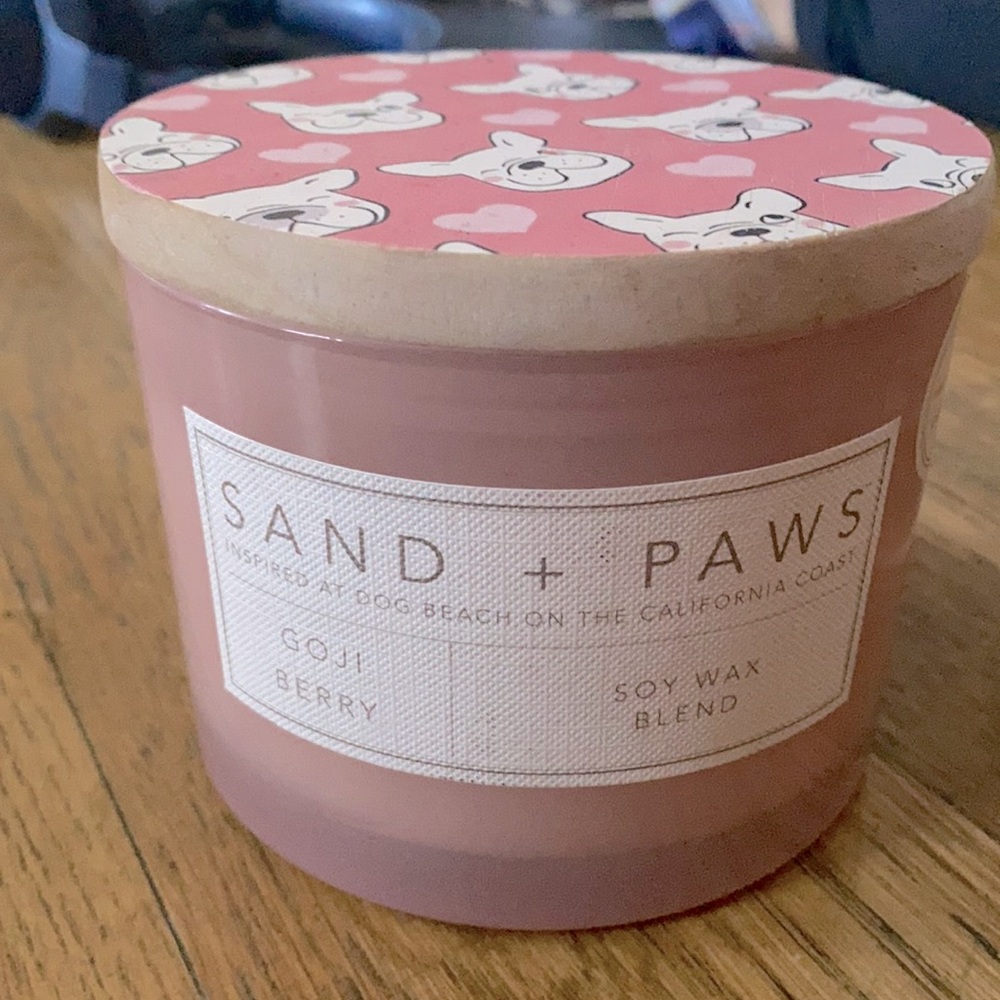 SAND + PAWS
INSPIRED AT DOG BEACH ON THE CALIFORNIA COAST
GOJI
BERRY
SOY WAX
BLEND